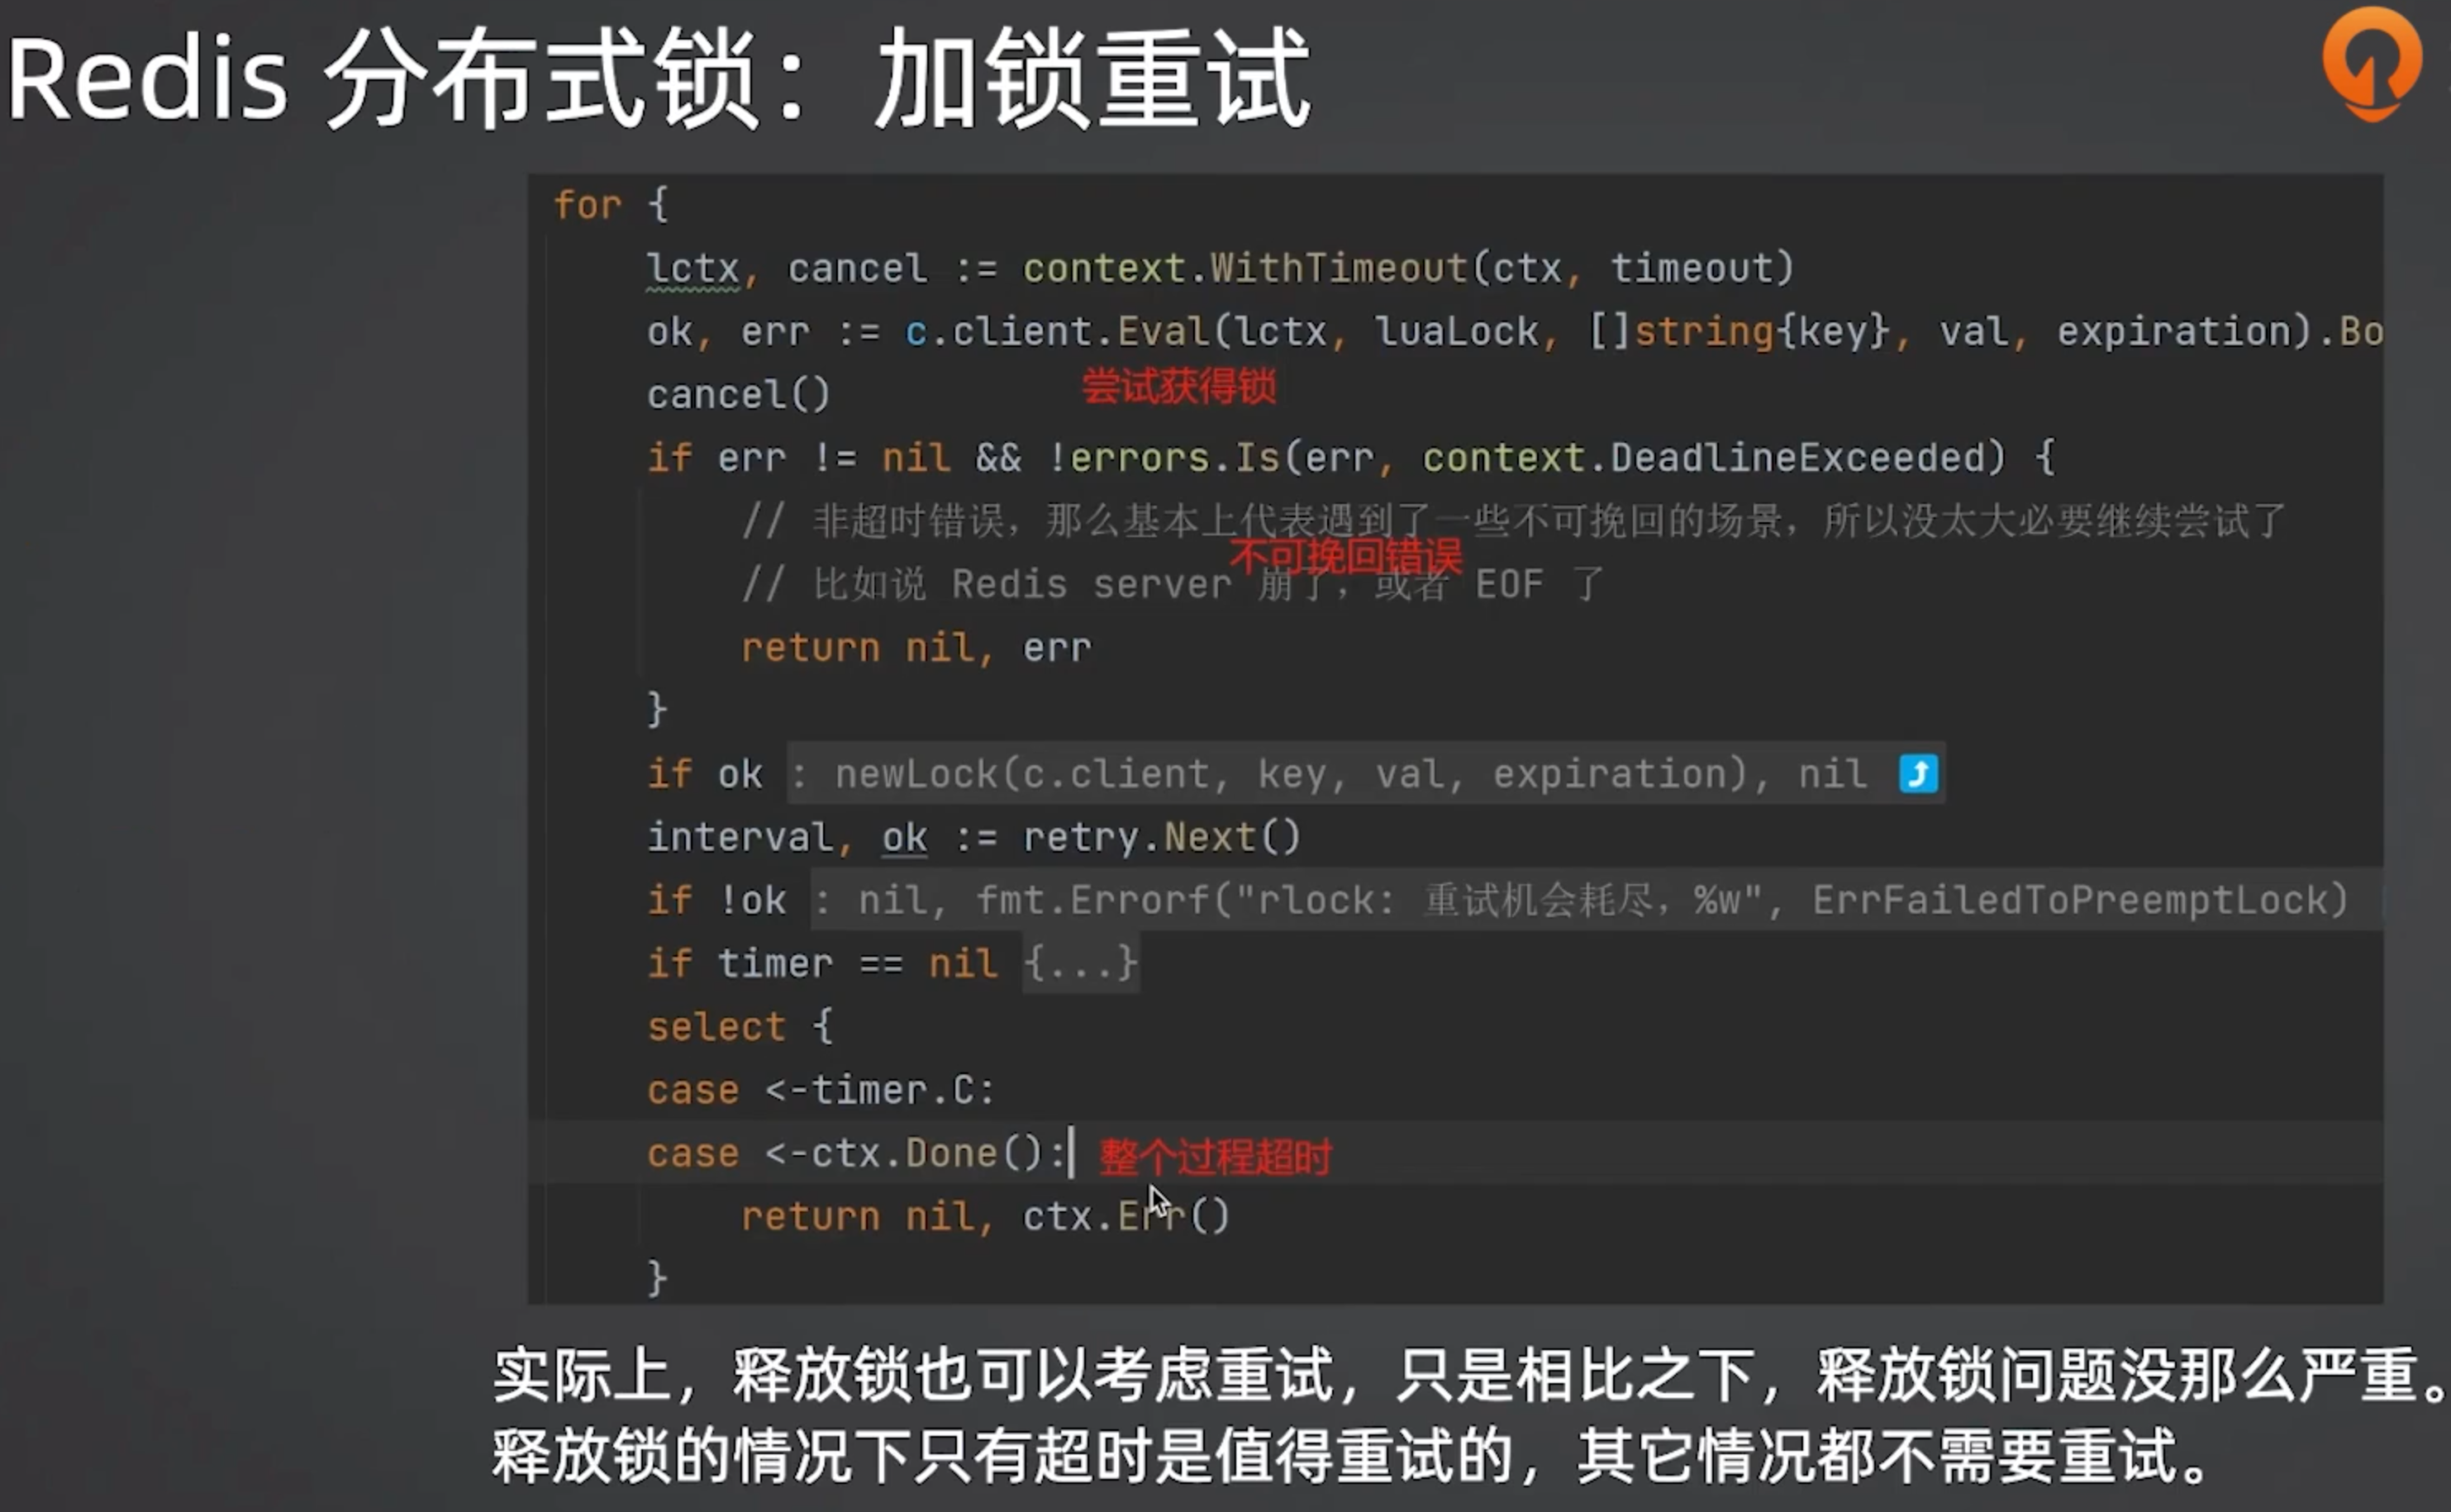 Redis 分布式锁：加锁重试
for {
lctx, cancel := context.WithTimeout(ctx, timeout)
ok, err := c.client.Eval(lctx, luaLock, []string{key}, val, expiration).Bo
尝试获得锁
cancel()
if err != nil && !errors.Is(err, context.DeadlineExceeded) {
// 非超时错误，那么基本上代表遇到了一些不可挽回的场景，所以没太大必要继续尝试了
不可挽回错误
// 比如说 Redis server 崩了，或者 EOF 了
return nil, err
}
if ok : newLock(c.client, key, val, expiration), nil ⤴
interval, ok := retry.Next()
if !ok : nil, fmt.Errorf("rlock: 重试机会耗尽，%w", ErrFailedToPreemptLock)
if timer == nil {...}
select {
case <-timer.C:
case <-ctx.Done(): 整个过程超时
return nil, ctx.Err()
}
实际上，释放锁也可以考虑重试，只是相比之下，释放锁问题没那么严重。
释放锁的情况下只有超时是值得重试的，其它情况都不需要重试。